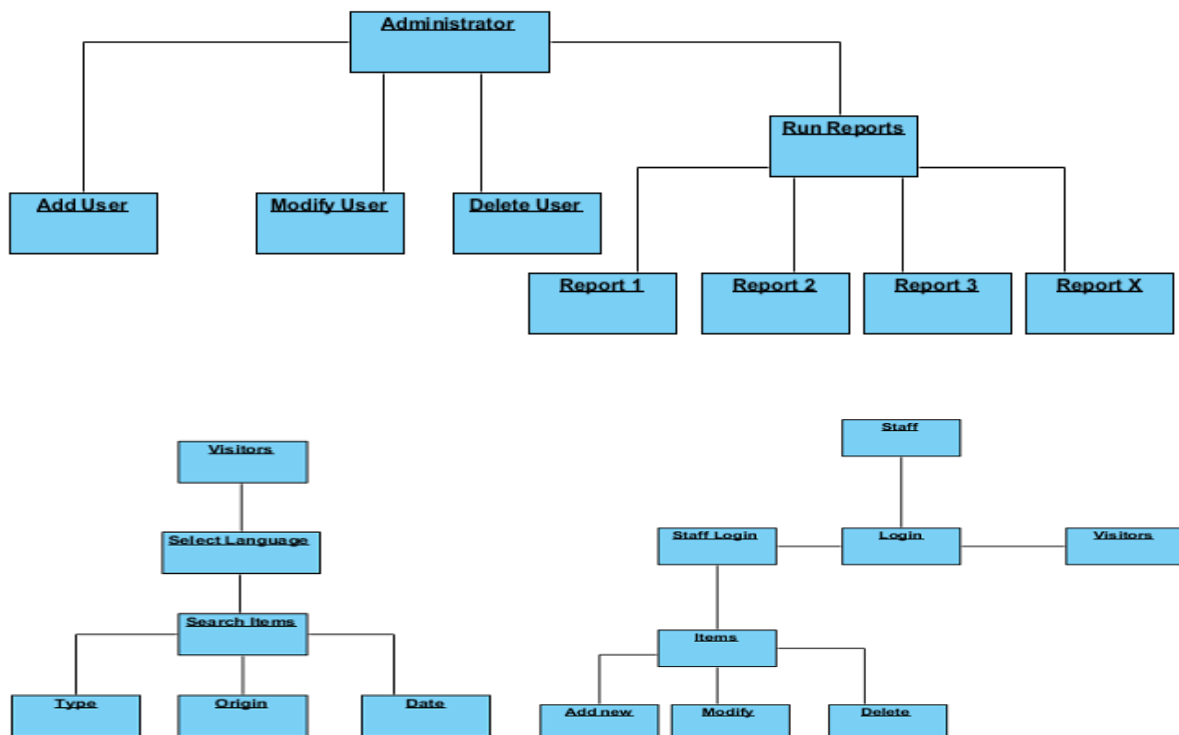 Administrator
Run Reports
Add User
Modify User
Delete User
Report 1
Report 2
Report 3
Report X
Visitors
Select Language
Search Items
Type
Origin
Date
Staff
Staff Login
Login
Visitors
Items
Add new
Modify
Delete